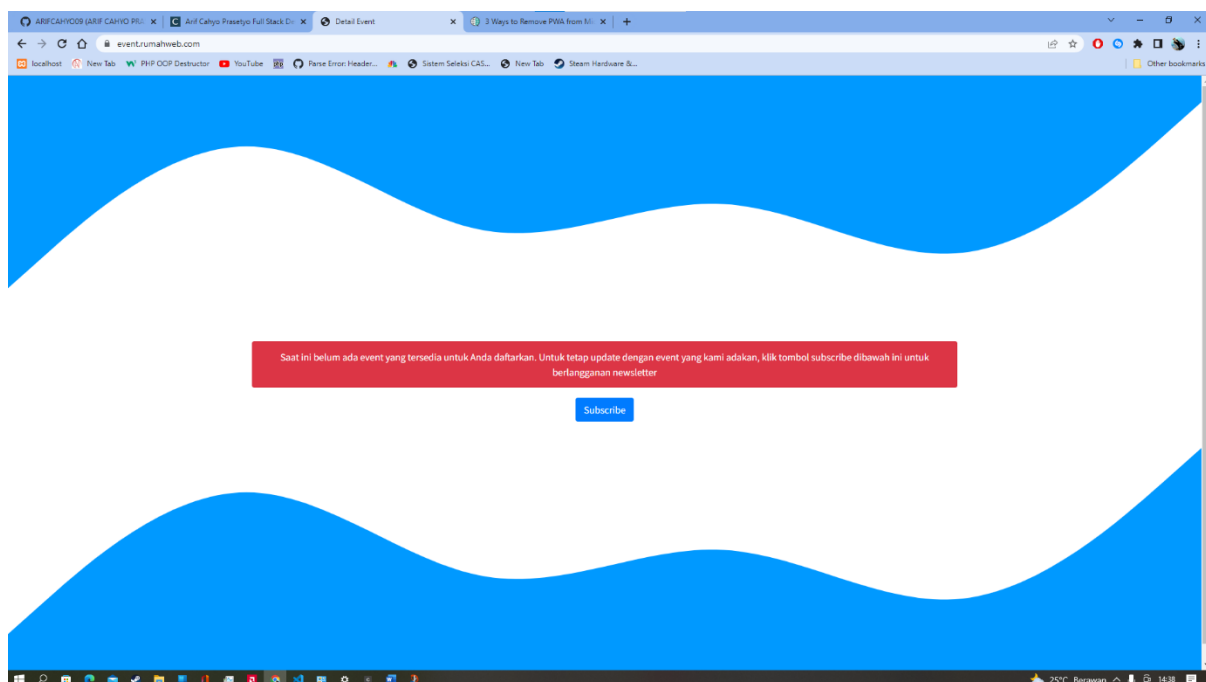 ARIFCAHYO09 (ARIF CAHYO PRA
Arif Cahyo Prasetyo Full Stack De
Detail Event
3 Ways to Remove PWA from Mi
event.rumahweb.com
localhost
New Tab
PHP OOP Destructor
YouTube
Parse Error: Header...
Sistem Seleksi CAS...
New Tab
Steam Hardware &...
Other bookmarks
Saat ini belum ada event yang tersedia untuk Anda daftarkan. Untuk tetap update dengan event yang kami adakan, klik tombol subscribe dibawah ini untuk
berlangganan newsletter
Subscribe
25°C Berawan
14:38